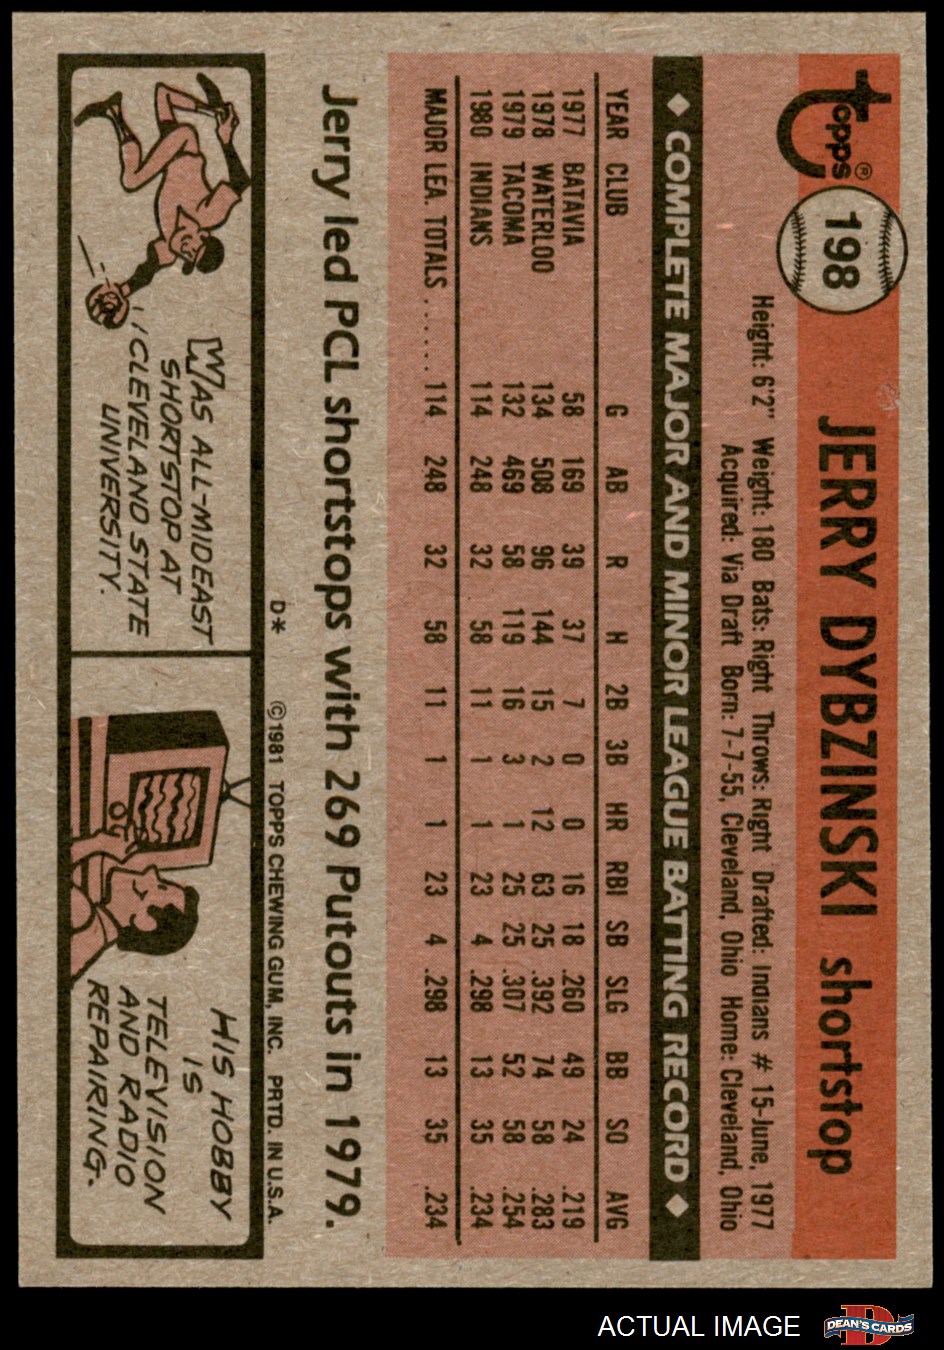 Topps®
198
JERRY DYBZINSKI shortstop
Height: 6'2" Weight: 180 Bats: Right Throws: Right Drafted: Indians # 15-June, 1977
Acquired: Via Draft Born: 7-7-55, Cleveland, Ohio Home: Cleveland, Ohio
◆ COMPLETE MAJOR AND MINOR LEAGUE BATTING RECORD ◆
YEAR CLUB G AB R H 2B 3B HR RBI SB SLG BB SO AVG
1977 BATAVIA 58 169 39 37 7 0 0 16 18 .260 49 24 .219
1978 WATERLOO 134 508 96 144 15 2 12 63 25 .392 74 58 .283
1979 TACOMA 132 469 58 119 16 3 1 25 25 .307 52 58 .254
1980 INDIANS 114 248 32 58 11 1 1 23 4 .298 13 35 .234
MAJOR LEA. TOTALS ...... 114 248 32 58 11 1 1 23 4 .298 13 35 .234
Jerry led PCL shortstops with 269 Putouts in 1979.
D* ©1981 TOPPS CHEWING GUM, INC. PRTD. IN U.S.A.
WAS ALL-MIDEAST
SHORTSTOP AT
CLEVELAND STATE
UNIVERSITY.
HIS HOBBY
IS
TELEVISION
AND RADIO
REPAIRING.
ACTUAL IMAGE
D
DEAN'S CARDS